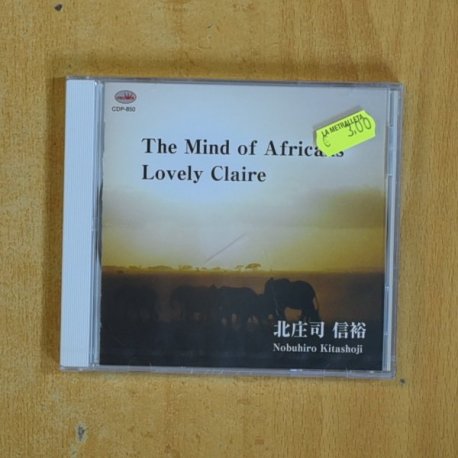 CDP-850
LA METRALLETA
€ 3,00
The Mind of Africans
Lovely Claire
北庄司 信裕
Nobuhiro Kitashoji